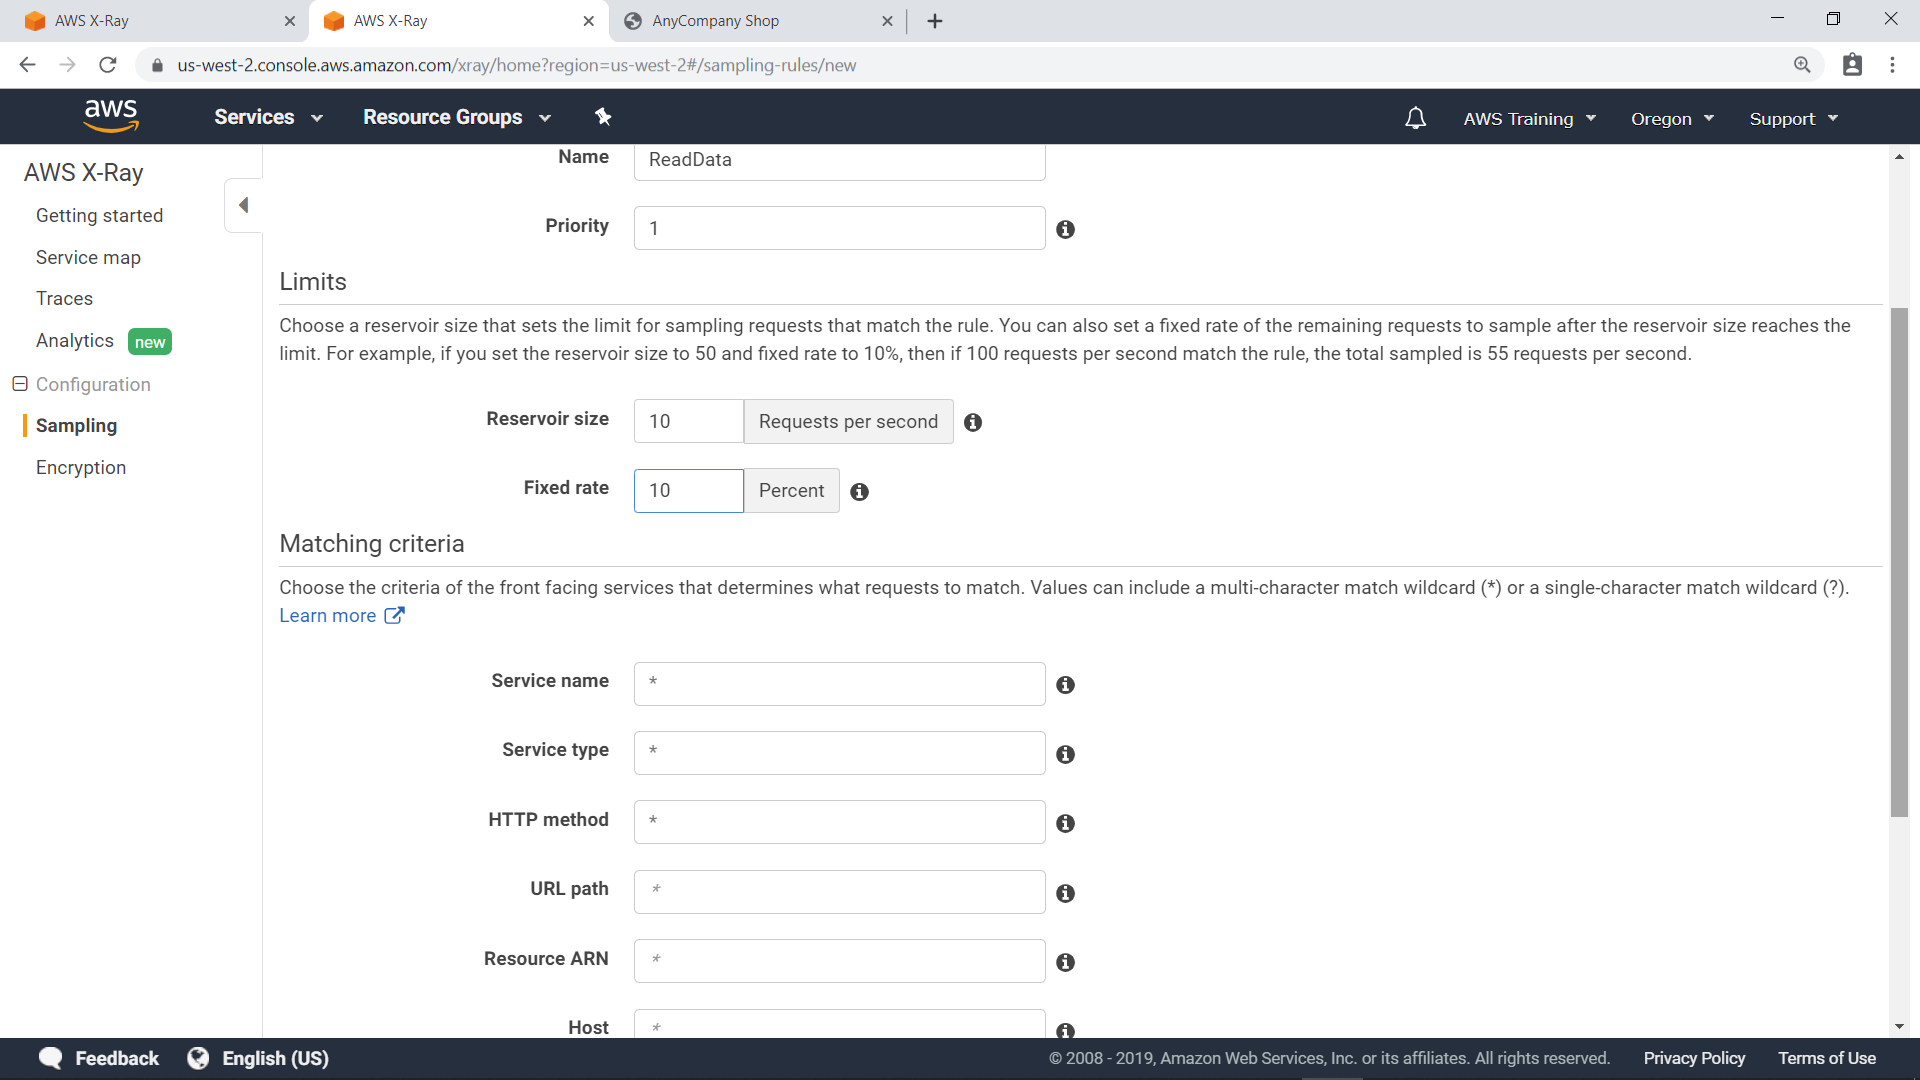 AWS X-Ray
AWS X-Ray
AnyCompany Shop
us-west-2.console.aws.amazon.com/xray/home?region=us-west-2#/sampling-rules/new
aws
Services
Resource Groups
AWS Training
Oregon
Support
AWS X-Ray
Getting started
Service map
Traces
Analytics new
Configuration
Sampling
Encryption
Name ReadData
Priority 1
Limits
Choose a reservoir size that sets the limit for sampling requests that match the rule. You can also set a fixed rate of the remaining requests to sample after the reservoir size reaches the
limit. For example, if you set the reservoir size to 50 and fixed rate to 10%, then if 100 requests per second match the rule, the total sampled is 55 requests per second.
Reservoir size 10 Requests per second
Fixed rate 10 Percent
Matching criteria
Choose the criteria of the front facing services that determines what requests to match. Values can include a multi-character match wildcard (*) or a single-character match wildcard (?).
Learn more
Service name *
Service type *
HTTP method *
URL path *
Resource ARN *
Host *
Feedback
English (US)
© 2008 - 2019, Amazon Web Services, Inc. or its affiliates. All rights reserved.
Privacy Policy
Terms of Use